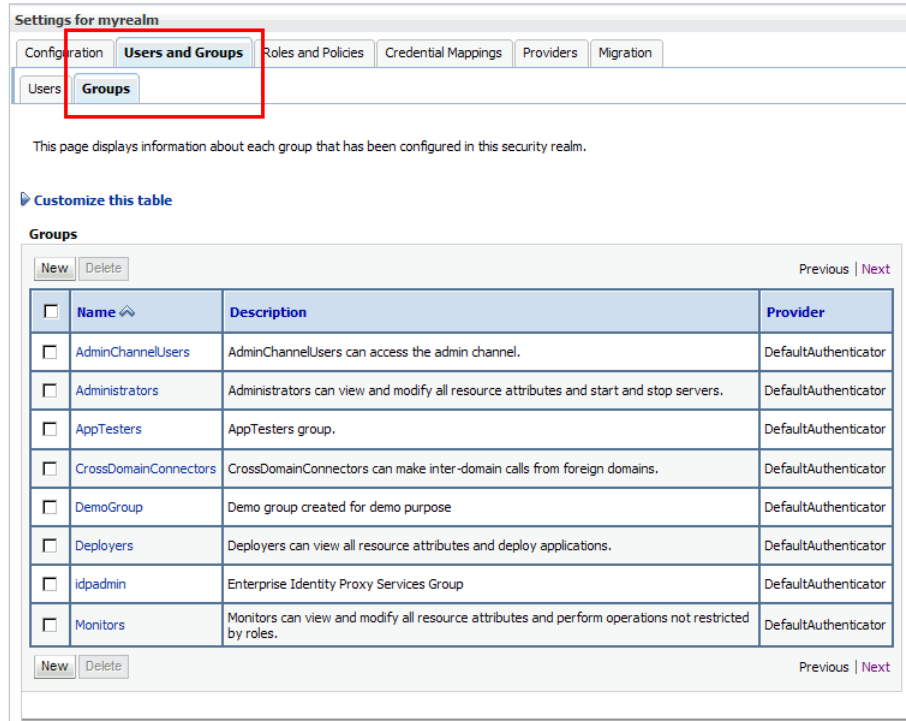 Settings for myrealm
Configuration Users and Groups Roles and Policies Credential Mappings Providers Migration
Users Groups
This page displays information about each group that has been configured in this security realm.
Customize this table
Groups
New Delete Previous | Next
Name Description Provider
AdminChannelUsers AdminChannelUsers can access the admin channel. DefaultAuthenticator
Administrators Administrators can view and modify all resource attributes and start and stop servers. DefaultAuthenticator
AppTesters AppTesters group. DefaultAuthenticator
CrossDomainConnectors CrossDomainConnectors can make inter-domain calls from foreign domains. DefaultAuthenticator
DemoGroup Demo group created for demo purpose DefaultAuthenticator
Deployers Deployers can view all resource attributes and deploy applications. DefaultAuthenticator
idpadmin Enterprise Identity Proxy Services Group DefaultAuthenticator
Monitors Monitors can view and modify all resource attributes and perform operations not restricted DefaultAuthenticator
by roles.
New Delete Previous | Next